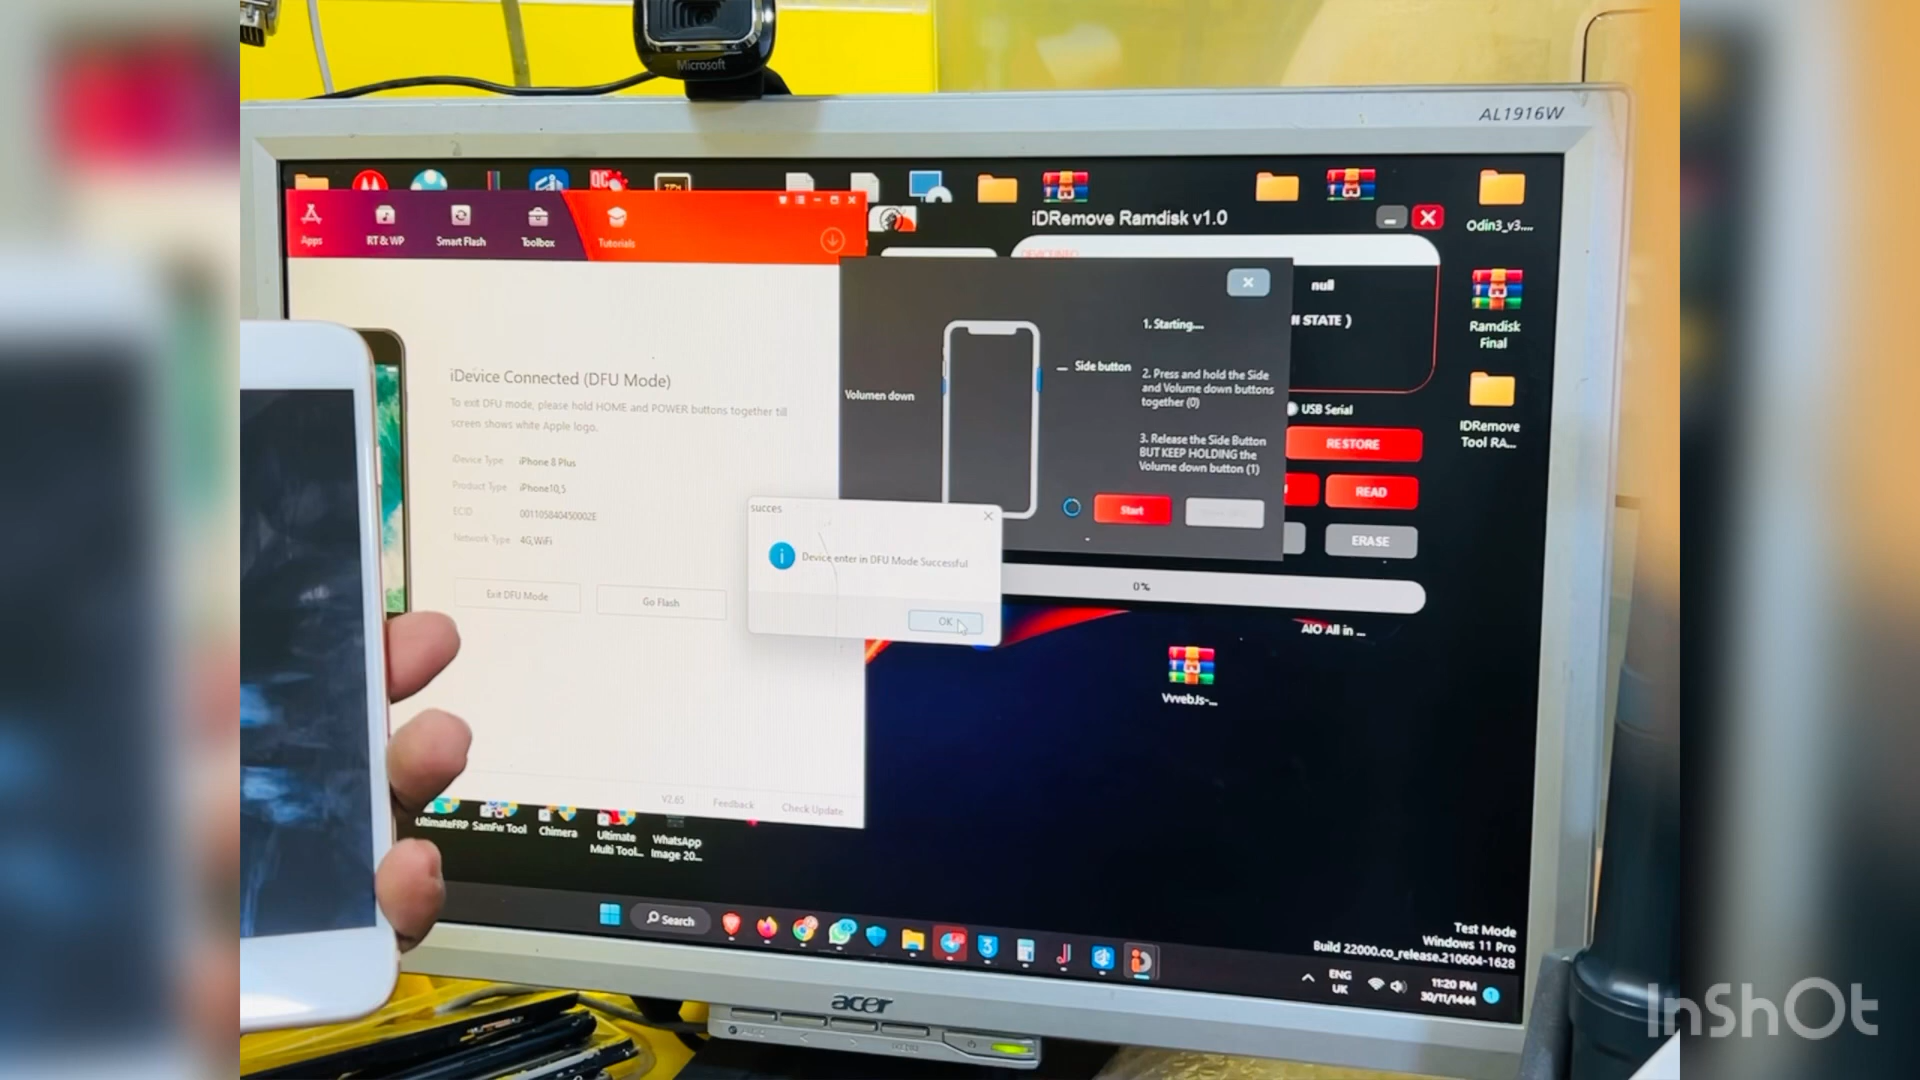 Microsoft
AL1916W
QC
Apps
RT & WP
Smart Flash
Toolbox
Tutorials
iDRemove Ramdisk v1.0
Odin3_v3....
null
N STATE )
1. Starting....
Side button
Volumen down
2. Press and hold the Side
and Volume down buttons
together (0)
3. Release the Side Button
BUT KEEP HOLDING the
Volume down button (1)
Start
Ramdisk
Final
USB Serial
IDRemove
Tool RA...
RESTORE
READ
ERASE
0%
iDevice Connected (DFU Mode)
To exit DFU mode, please hold HOME and POWER buttons together till
screen shows white Apple logo.
iDevice Type iPhone 8 Plus
Product Type iPhone10,5
ECID 001105840450002E
Network Type 4G,WiFi
Exit DFU Mode
Go Flash
succes
Device enter in DFU Mode Successful
OK
AIO All in ...
VvvebJs-...
V2.65
Feedback
Check Update
UltimateFRP
SamFw Tool
Chimera
Ultimate
Multi Tool...
WhatsApp
Image 20...
Search
Test Mode
Windows 11 Pro
Build 22000.co_release.210604-1628
ENG
UK
11:20 PM
30/11/1444
acer
InShOt